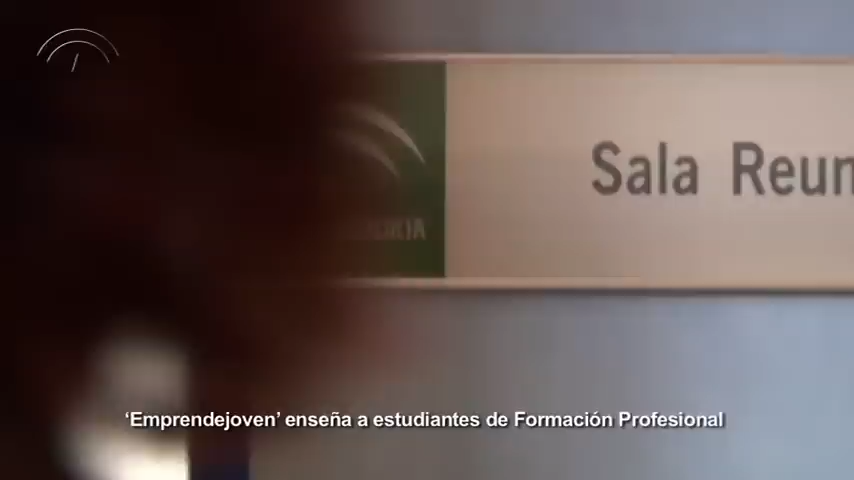 Sala Reun
'Emprendejoven' enseña a estudiantes de Formación Profesional